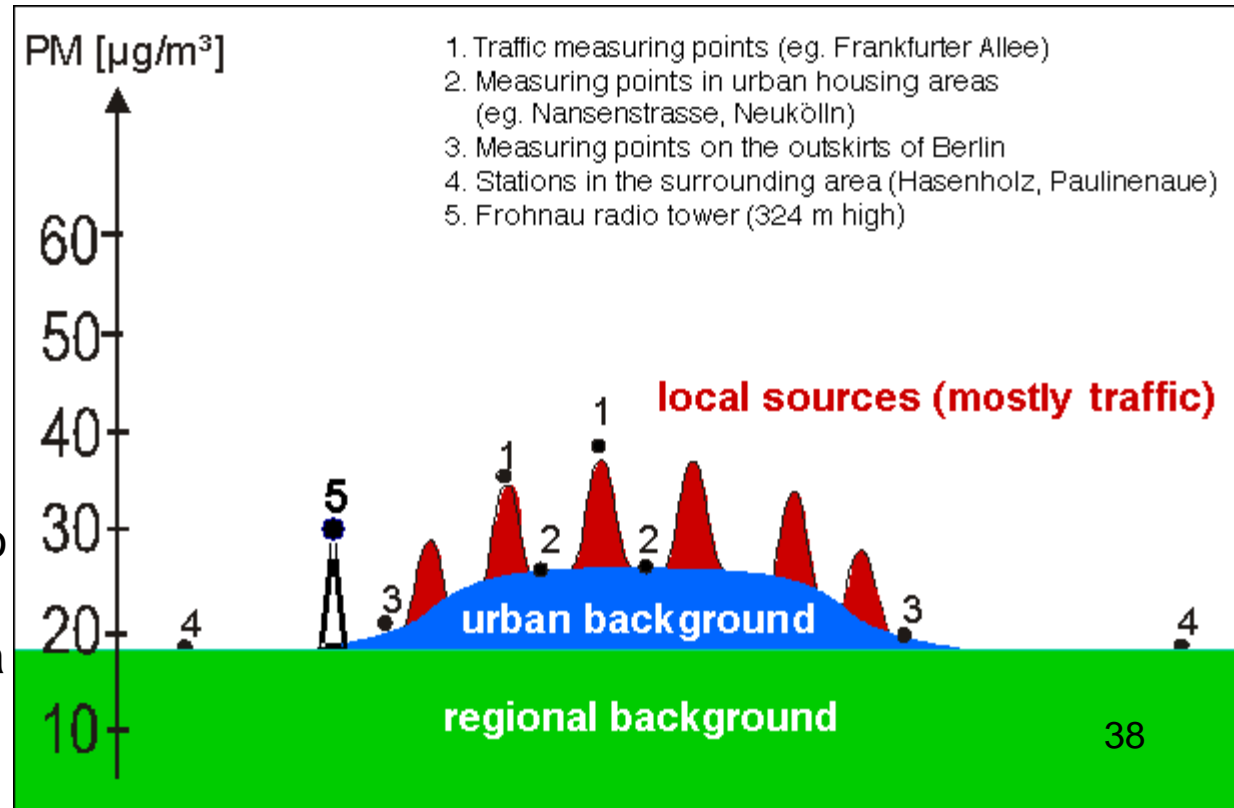 PM [µg/m³]
1. Traffic measuring points (eg. Frankfurter Allee)
2. Measuring points in urban housing areas
(eg. Nansenstrasse, Neukölln)
3. Measuring points on the outskirts of Berlin
4. Stations in the surrounding area (Hasenholz, Paulinenaue)
5. Frohnau radio tower (324 m high)
60
50
40
30
20
10
local sources (mostly traffic)
1
1
5
2
2
3
3
4
4
urban background
regional background
38